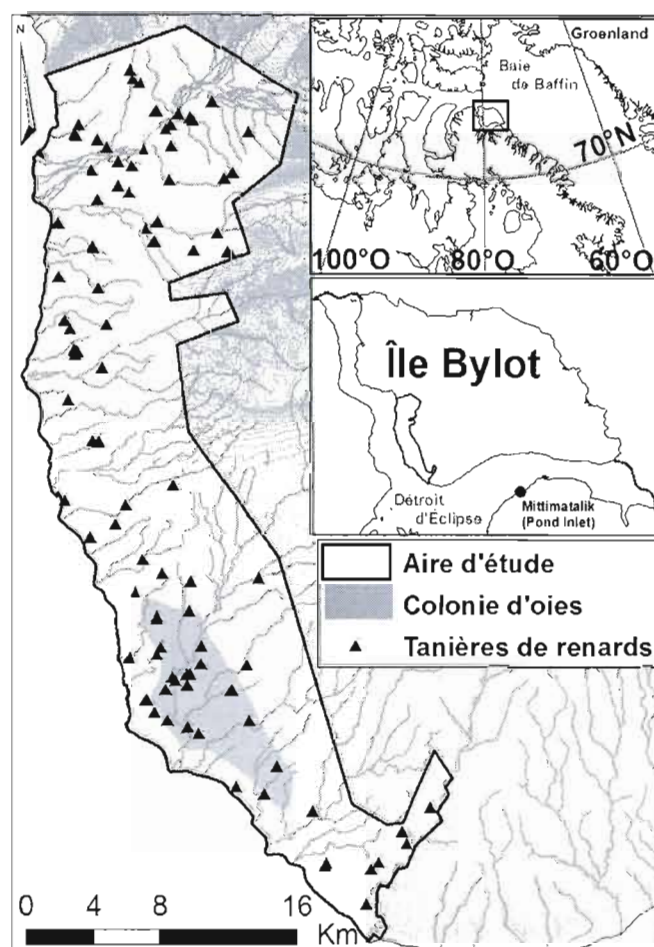 N
Groenland
Baie
de Baffin
70°N
100°O 80°O 60°O
Île Bylot
Détroit
d'Éclipse
Mittimatalik
(Pond Inlet)
Aire d'étude
Colonie d'oies
Tanières de renards
0 4 8 16
Km